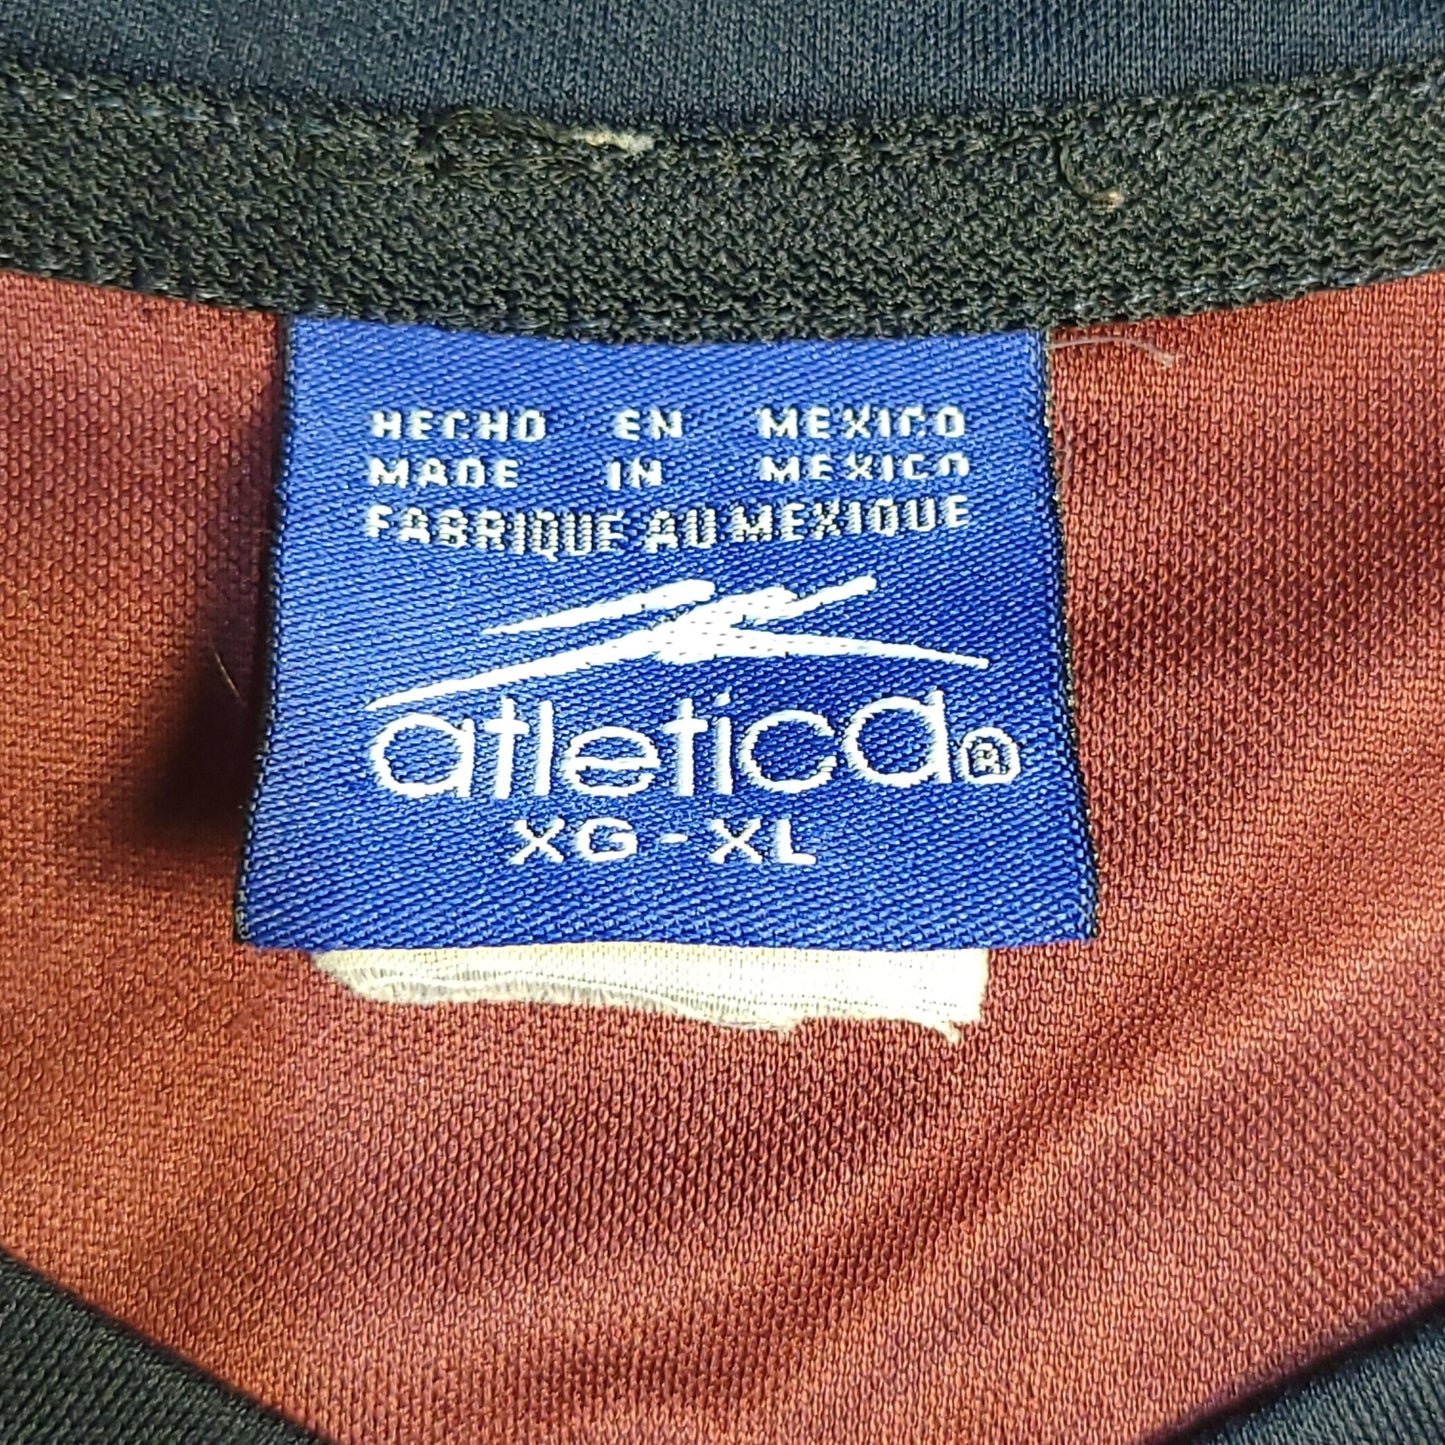 HECHO EN MEXICO
MADE IN MEXICO
FABRIQUE AU MEXIQUE
atletica®
XG-XL